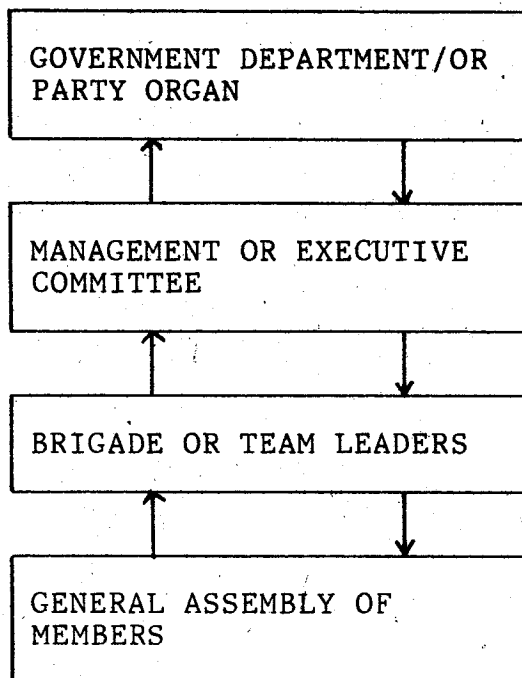 GOVERNMENT DEPARTMENT/OR
PARTY ORGAN
MANAGEMENT OR EXECUTIVE
COMMITTEE
BRIGADE OR TEAM LEADERS
GENERAL ASSEMBLY OF
MEMBERS